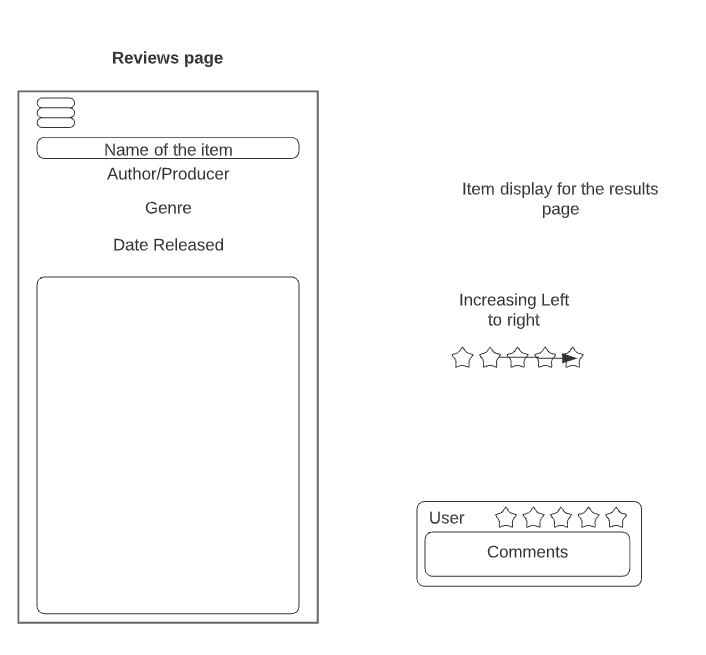 Reviews page
Name of the item
Author/Producer
Genre
Date Released
Item display for the results
page
Increasing Left
to right
User
Comments